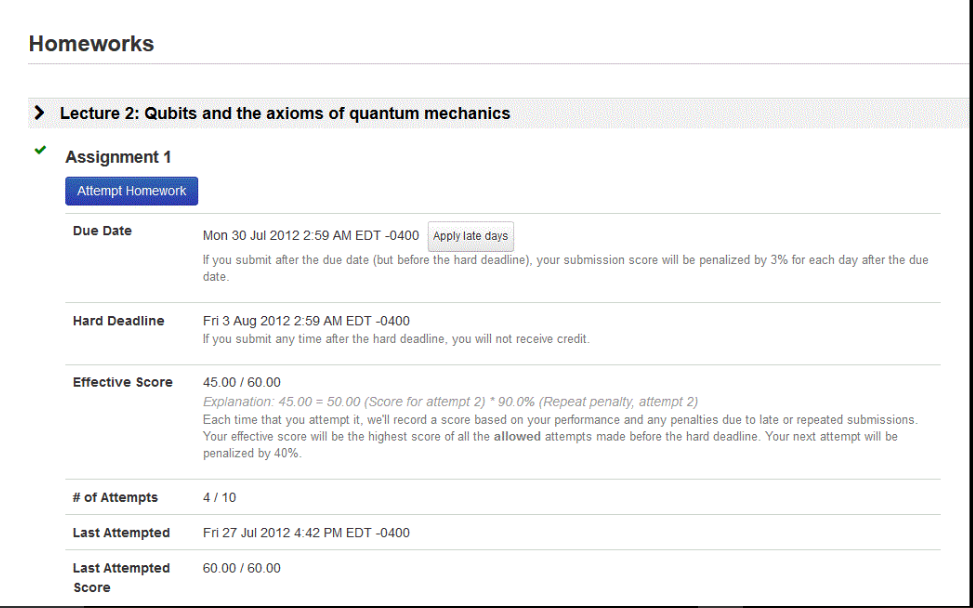 Homeworks
Lecture 2: Qubits and the axioms of quantum mechanics
Assignment 1
Attempt Homework
Due Date
Mon 30 Jul 2012 2:59 AM EDT -0400 Apply late days
If you submit after the due date (but before the hard deadline), your submission score will be penalized by 3% for each day after the due
date.
Hard Deadline
Fri 3 Aug 2012 2:59 AM EDT -0400
If you submit any time after the hard deadline, you will not receive credit.
Effective Score
45.00 / 60.00
Explanation: 45.00 = 50.00 (Score for attempt 2) * 90.0% (Repeat penalty, attempt 2)
Each time that you attempt it, we'll record a score based on your performance and any penalties due to late or repeated submissions.
Your effective score will be the highest score of all the allowed attempts made before the hard deadline. Your next attempt will be
penalized by 40%.
# of Attempts
4 / 10
Last Attempted
Fri 27 Jul 2012 4:42 PM EDT -0400
Last Attempted
Score
60.00 / 60.00